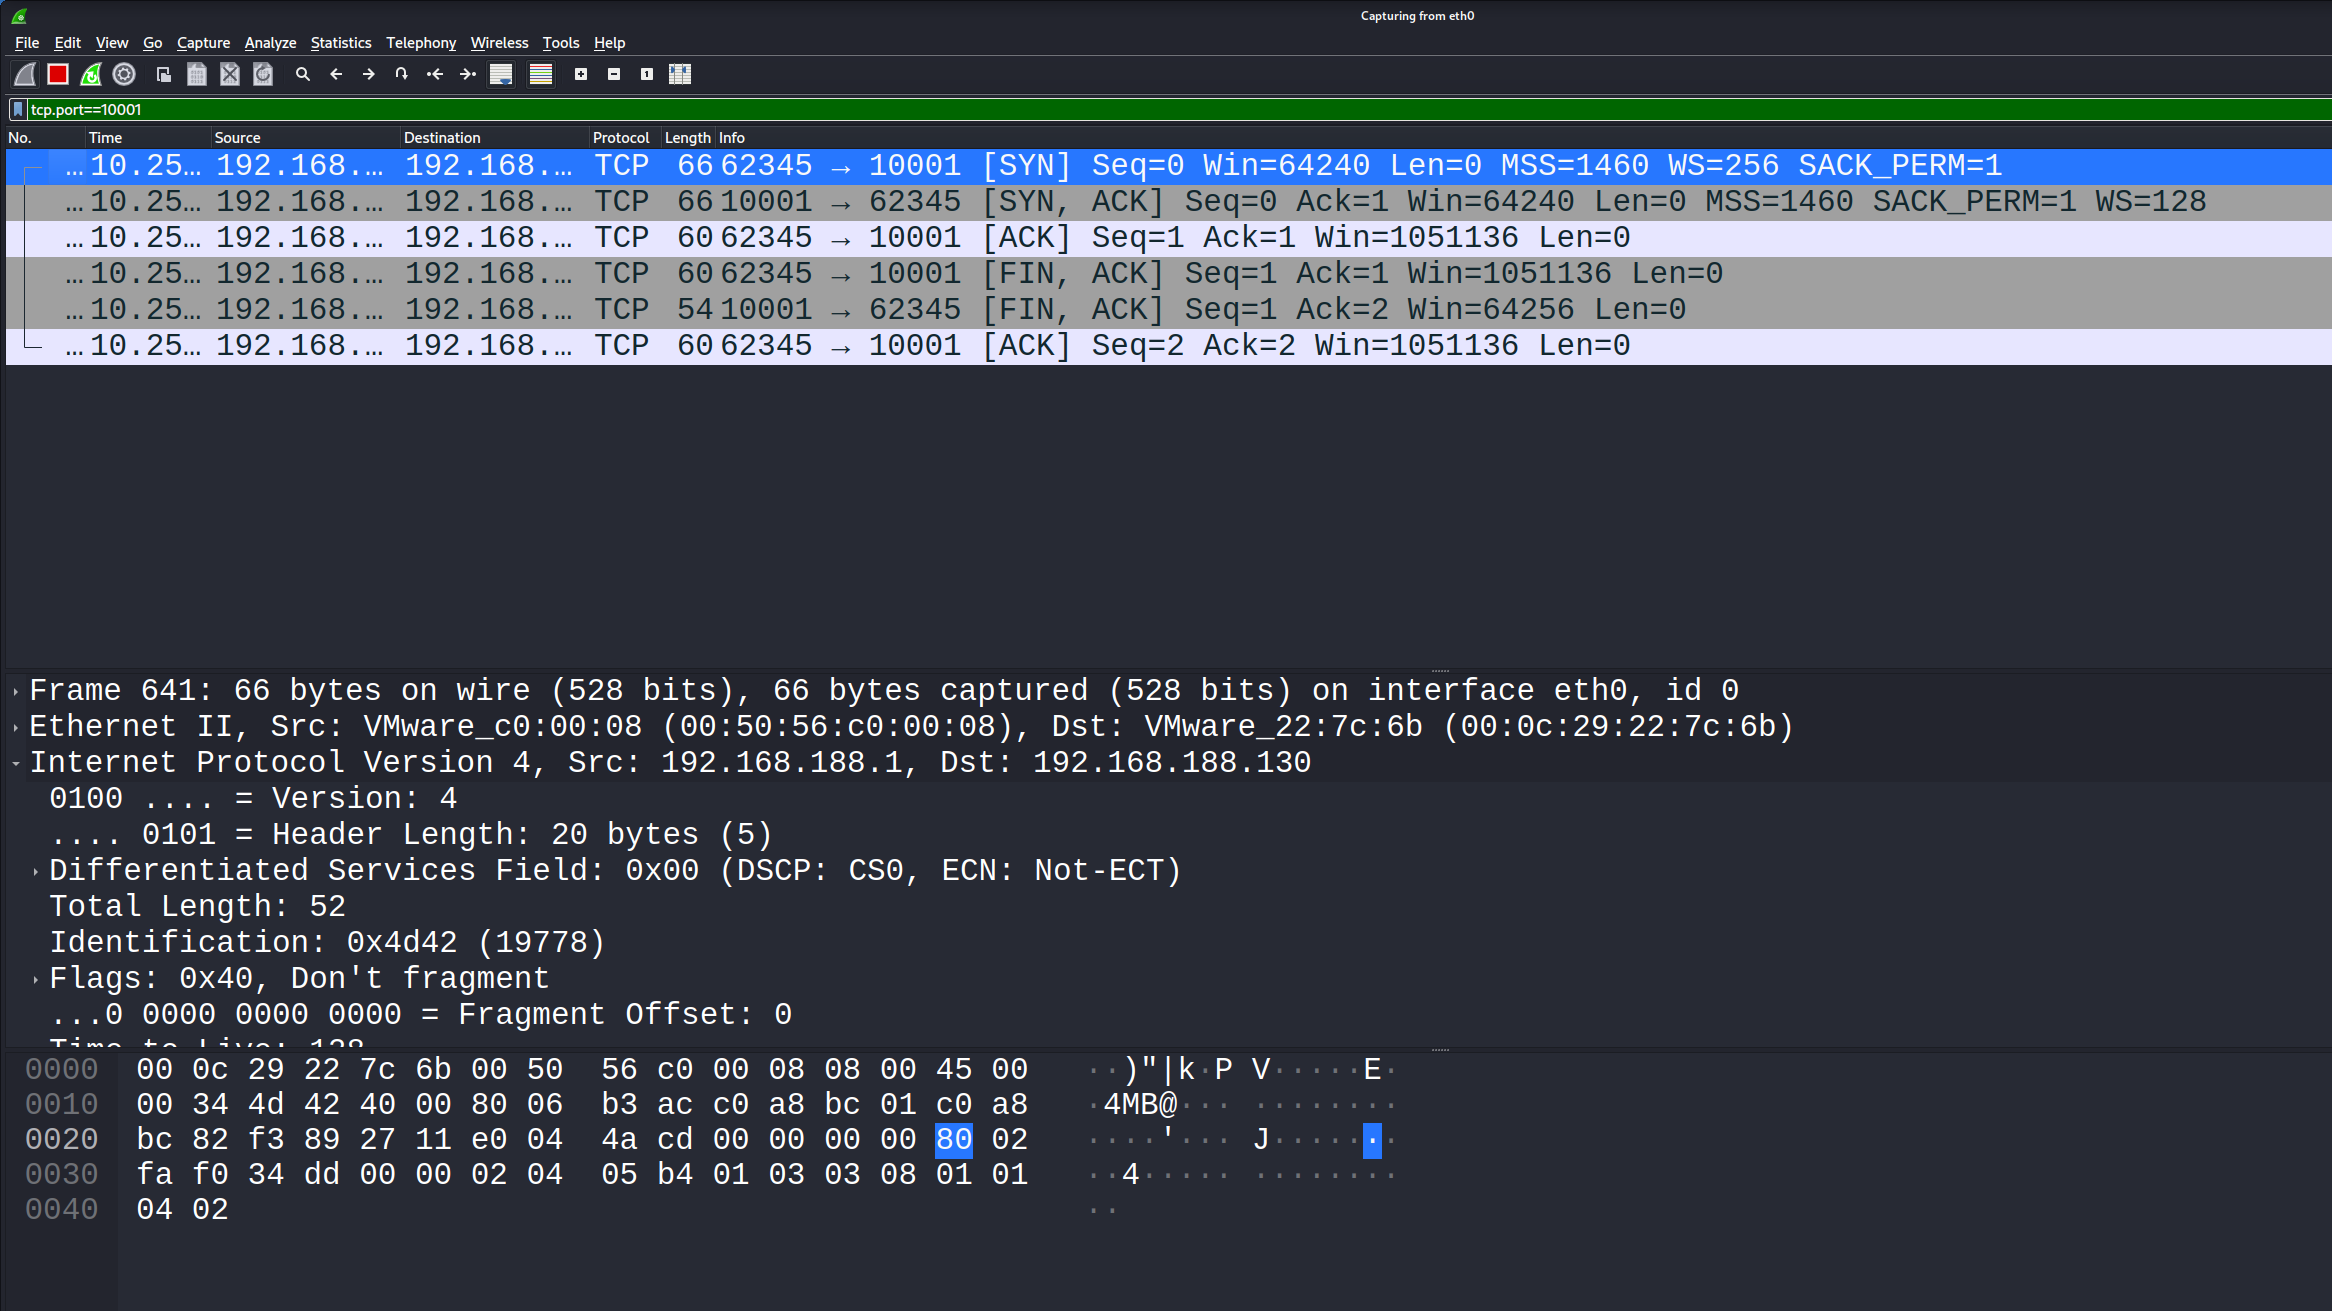 Capturing from eth0
File Edit View Go Capture Analyze Statistics Telephony Wireless Tools Help
tcp.port==10001
No. Time Source Destination Protocol Length Info
… 10.25… 192.168.… 192.168.… TCP 66 62345 → 10001 [SYN] Seq=0 Win=64240 Len=0 MSS=1460 WS=256 SACK_PERM=1
… 10.25… 192.168.… 192.168.… TCP 66 10001 → 62345 [SYN, ACK] Seq=0 Ack=1 Win=64240 Len=0 MSS=1460 SACK_PERM=1 WS=128
… 10.25… 192.168.… 192.168.… TCP 60 62345 → 10001 [ACK] Seq=1 Ack=1 Win=1051136 Len=0
… 10.25… 192.168.… 192.168.… TCP 60 62345 → 10001 [FIN, ACK] Seq=1 Ack=1 Win=1051136 Len=0
… 10.25… 192.168.… 192.168.… TCP 54 10001 → 62345 [FIN, ACK] Seq=1 Ack=2 Win=64256 Len=0
… 10.25… 192.168.… 192.168.… TCP 60 62345 → 10001 [ACK] Seq=2 Ack=2 Win=1051136 Len=0
Frame 641: 66 bytes on wire (528 bits), 66 bytes captured (528 bits) on interface eth0, id 0
Ethernet II, Src: VMware_c0:00:08 (00:50:56:c0:00:08), Dst: VMware_22:7c:6b (00:0c:29:22:7c:6b)
Internet Protocol Version 4, Src: 192.168.188.1, Dst: 192.168.188.130
0100 .... = Version: 4
.... 0101 = Header Length: 20 bytes (5)
Differentiated Services Field: 0x00 (DSCP: CS0, ECN: Not-ECT)
Total Length: 52
Identification: 0x4d42 (19778)
Flags: 0x40, Don't fragment
...0 0000 0000 0000 = Fragment Offset: 0
Time to Live: 128
0000 00 0c 29 22 7c 6b 00 50 56 c0 00 08 08 00 45 00 ··)"|k·P V·····E·
0010 00 34 4d 42 40 00 80 06 b3 ac c0 a8 bc 01 c0 a8 ·4MB@··· ········
0020 bc 82 f3 89 27 11 e0 04 4a cd 00 00 00 00 80 02 ····'··· J·······
0030 fa f0 34 dd 00 00 02 04 05 b4 01 03 03 08 01 01 ··4····· ········
0040 04 02 ··